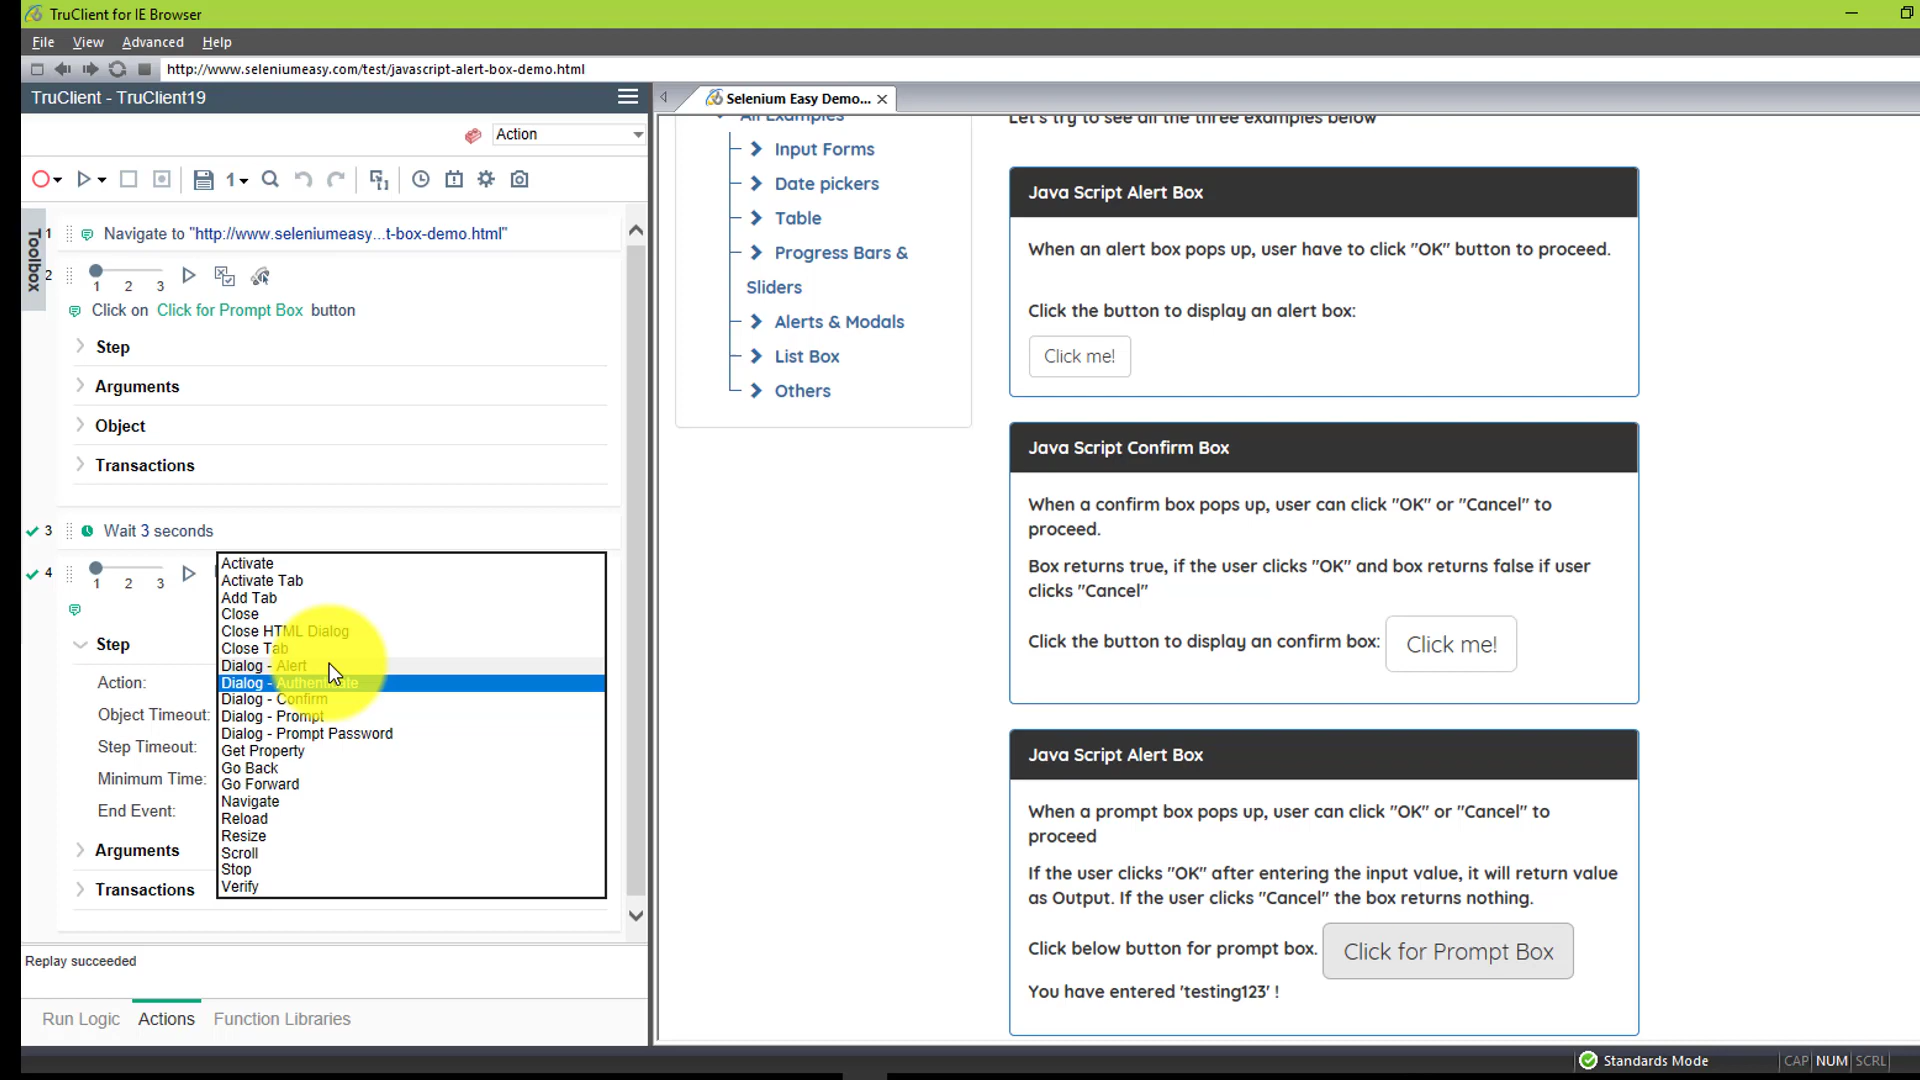 TruClient for IE Browser
File View Advanced Help
http://www.seleniumeasy.com/test/javascript-alert-box-demo.html
TruClient - TruClient19
Selenium Easy Demo...
Action
1
Toolbox
1 Navigate to "http://www.seleniumeasy...t-box-demo.html"
2
1 2 3
Click on Click for Prompt Box button
Step
Arguments
Object
Transactions
3 Wait 3 seconds
4
1 2 3
Step
Action:
Object Timeout:
Step Timeout:
Minimum Time:
End Event:
Arguments
Transactions
Activate
Activate Tab
Add Tab
Close
Close HTML Dialog
Close Tab
Dialog - Alert
Dialog - Authenticate
Dialog - Confirm
Dialog - Prompt
Dialog - Prompt Password
Get Property
Go Back
Go Forward
Navigate
Reload
Resize
Scroll
Stop
Verify
Replay succeeded
Run Logic Actions Function Libraries
All Examples
Input Forms
Date pickers
Table
Progress Bars &
Sliders
Alerts & Modals
List Box
Others
Let's try to see all the three examples below
Java Script Alert Box
When an alert box pops up, user have to click "OK" button to proceed.
Click the button to display an alert box:
Click me!
Java Script Confirm Box
When a confirm box pops up, user can click "OK" or "Cancel" to
proceed.
Box returns true, if the user clicks "OK" and box returns false if user
clicks "Cancel"
Click the button to display an confirm box: Click me!
Java Script Alert Box
When a prompt box pops up, user can click "OK" or "Cancel" to
proceed
If the user clicks "OK" after entering the input value, it will return value
as Output. If the user clicks "Cancel" the box returns nothing.
Click below button for prompt box. Click for Prompt Box
You have entered 'testing123' !
Standards Mode CAP NUM SCRL